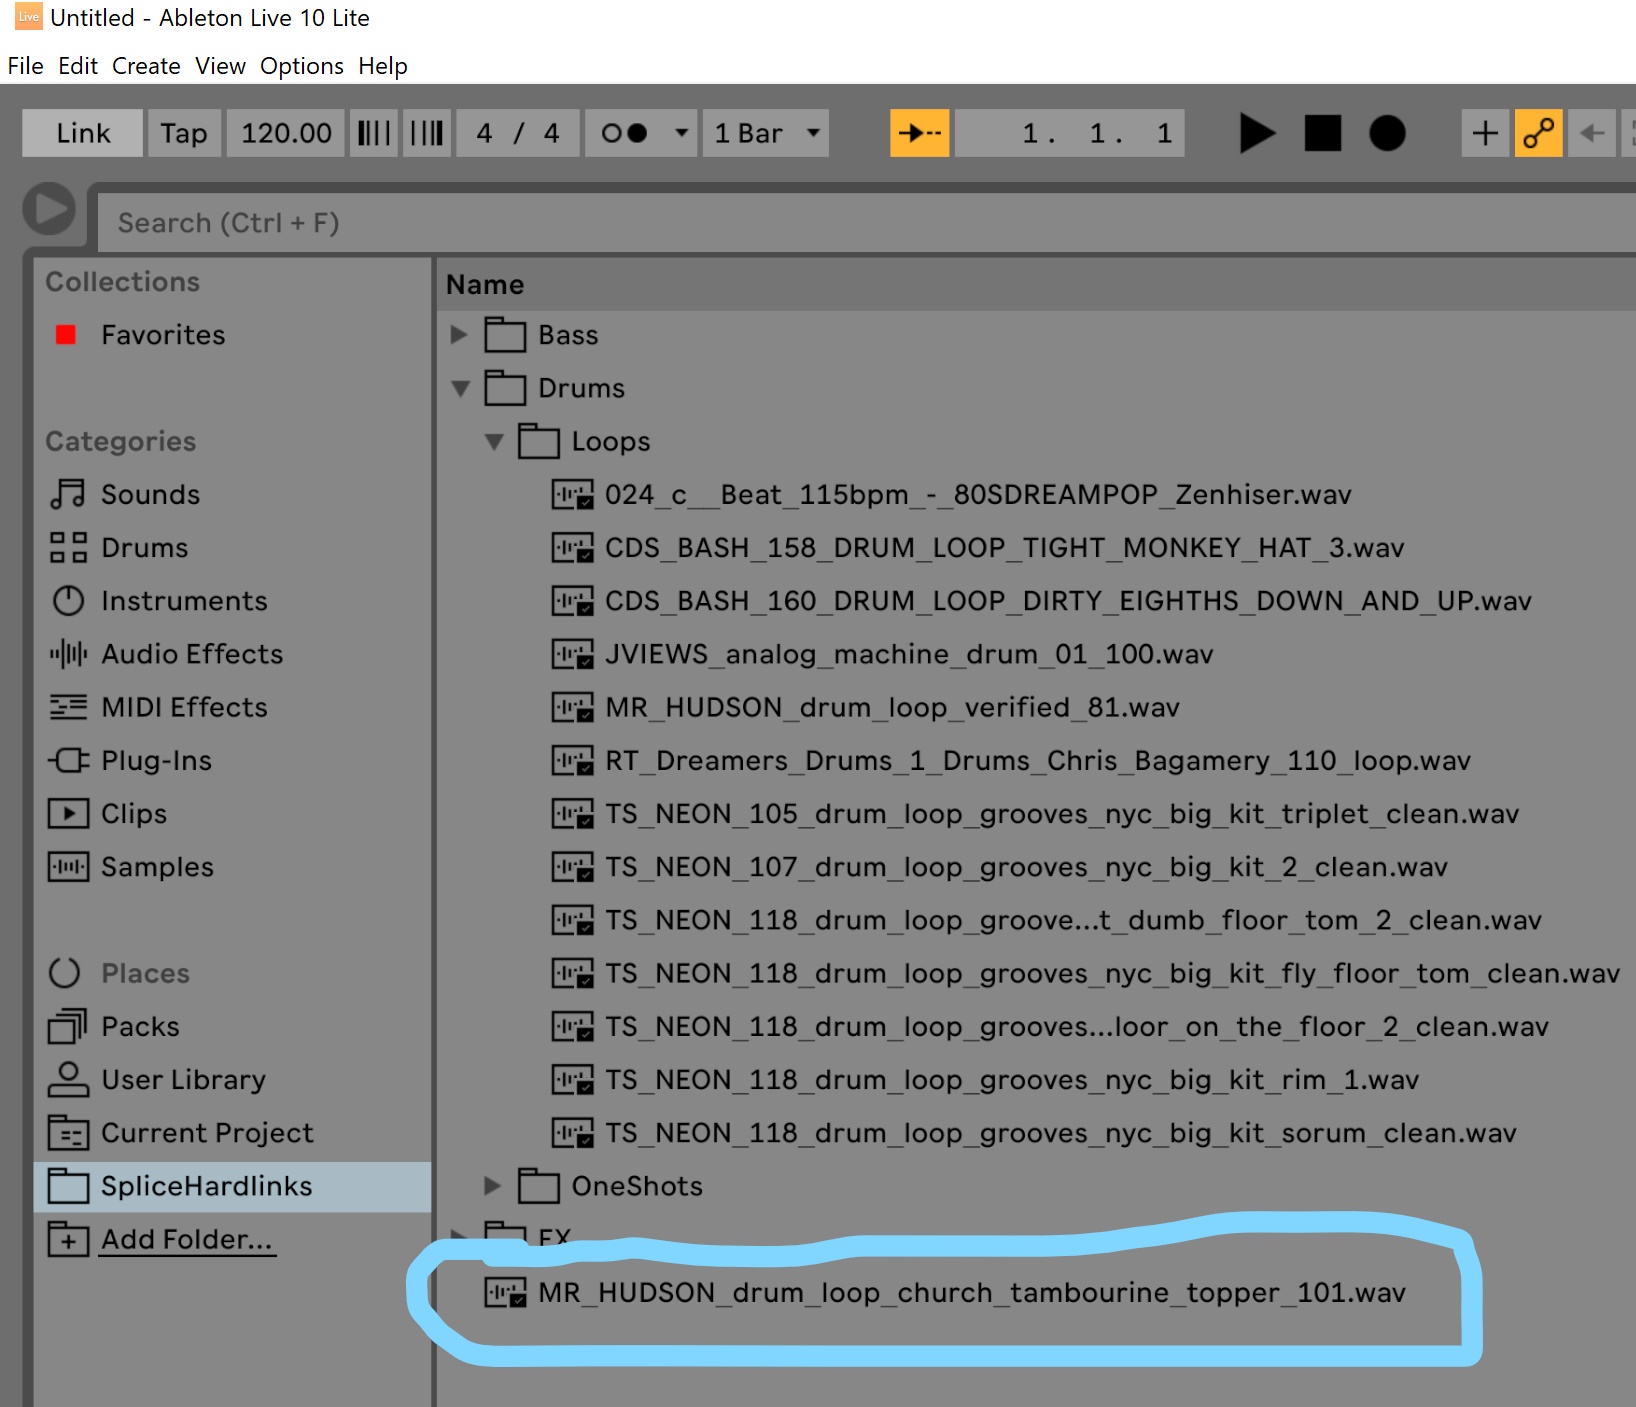 Live Untitled - Ableton Live 10 Lite
File Edit Create View Options Help
Link Tap 120.00 4 / 4 1 Bar 1. 1. 1
Search (Ctrl + F)
Collections
Favorites
Categories
Sounds
Drums
Instruments
Audio Effects
MIDI Effects
Plug-Ins
Clips
Samples
Places
Packs
User Library
Current Project
SpliceHardlinks
Add Folder...
Name
Bass
Drums
Loops
024_c__Beat_115bpm_-_80SDREAMPOP_Zenhiser.wav
CDS_BASH_158_DRUM_LOOP_TIGHT_MONKEY_HAT_3.wav
CDS_BASH_160_DRUM_LOOP_DIRTY_EIGHTHS_DOWN_AND_UP.wav
JVIEWS_analog_machine_drum_01_100.wav
MR_HUDSON_drum_loop_verified_81.wav
RT_Dreamers_Drums_1_Drums_Chris_Bagamery_110_loop.wav
TS_NEON_105_drum_loop_grooves_nyc_big_kit_triplet_clean.wav
TS_NEON_107_drum_loop_grooves_nyc_big_kit_2_clean.wav
TS_NEON_118_drum_loop_groove...t_dumb_floor_tom_2_clean.wav
TS_NEON_118_drum_loop_grooves_nyc_big_kit_fly_floor_tom_clean.wav
TS_NEON_118_drum_loop_grooves...loor_on_the_floor_2_clean.wav
TS_NEON_118_drum_loop_grooves_nyc_big_kit_rim_1.wav
TS_NEON_118_drum_loop_grooves_nyc_big_kit_sorum_clean.wav
OneShots
FX
MR_HUDSON_drum_loop_church_tambourine_topper_101.wav